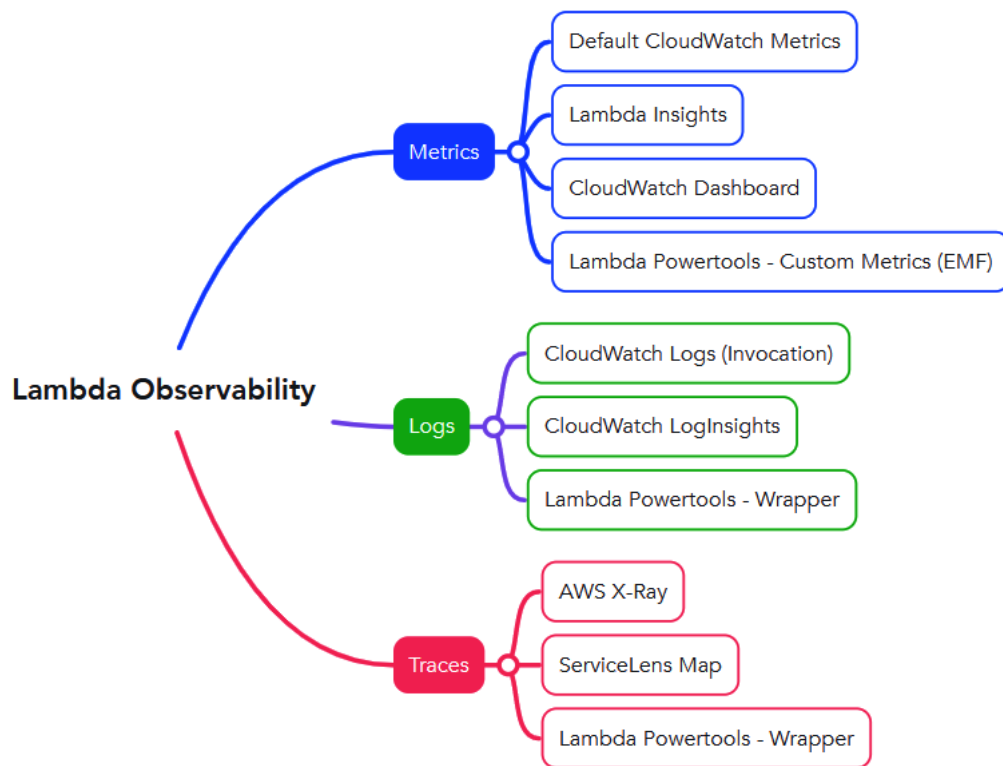 Lambda Observability
Metrics
Default CloudWatch Metrics
Lambda Insights
CloudWatch Dashboard
Lambda Powertools - Custom Metrics (EMF)
Logs
CloudWatch Logs (Invocation)
CloudWatch LogInsights
Lambda Powertools - Wrapper
Traces
AWS X-Ray
ServiceLens Map
Lambda Powertools - Wrapper